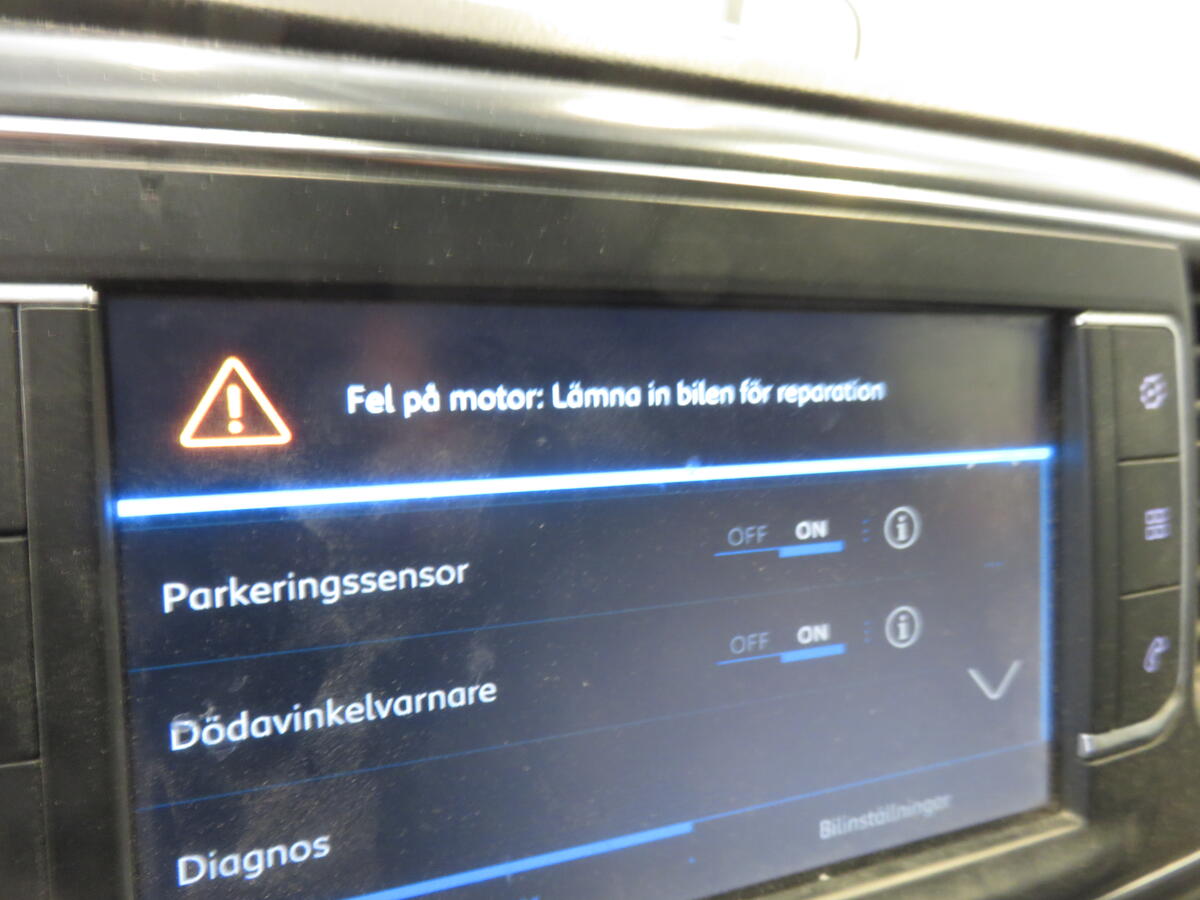 Fel på motor: Lämna in bilen för reparation
OFF ON
Parkeringssensor
OFF ON
Dödavinkelvarnare
Diagnos
Bilinställningar